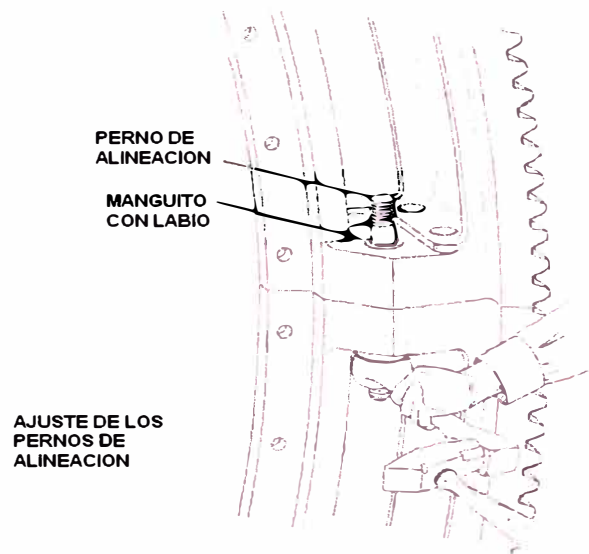 PERNO DE
ALINEACION
MANGUITO
CON LABIO
AJUSTE DE LOS
PERNOS DE
ALINEACION